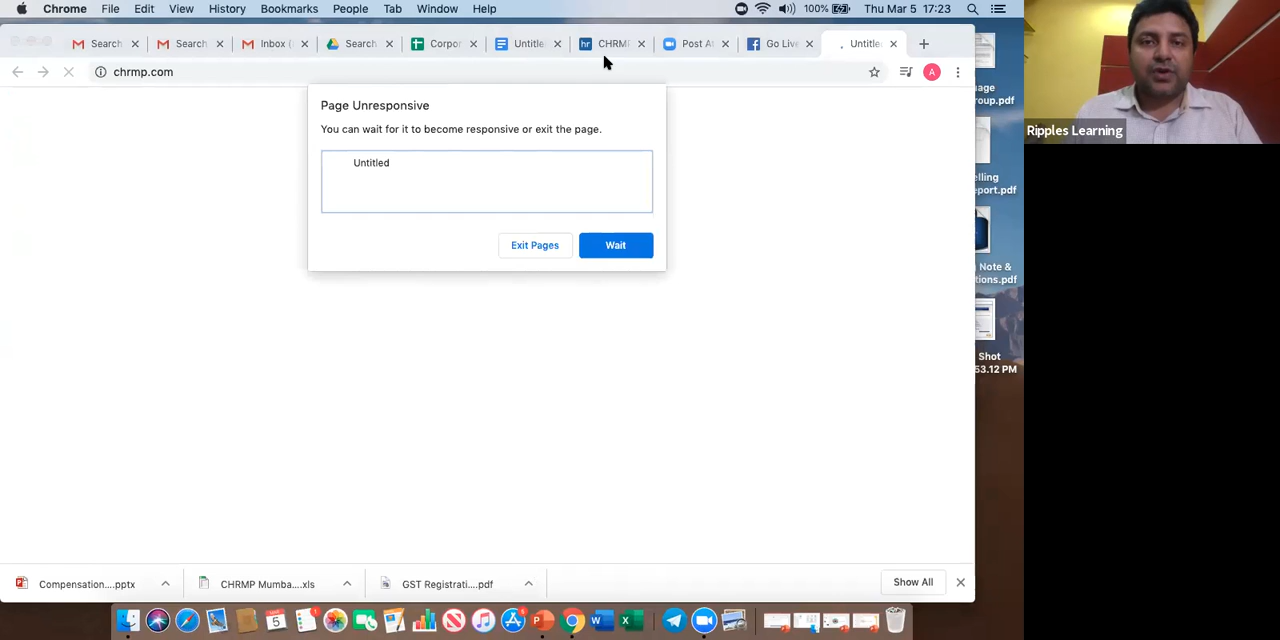 Chrome File Edit View History Bookmarks People Tab Window Help 100% Thu Mar 5 17:23
Search Search Inbox ( Search Corpor Untitle hr CHRMP Post A Go Live Untitle
chrmp.com A
Page Unresponsive
You can wait for it to become responsive or exit the page.
Untitled
Exit Pages Wait
uage
roup.pdf
Ripples Learning
elling
eport.pdf
g Note &
tions.pdf
Shot
53.12 PM
Compensation....pptx CHRMP Mumba....xls GST Registrati....pdf Show All